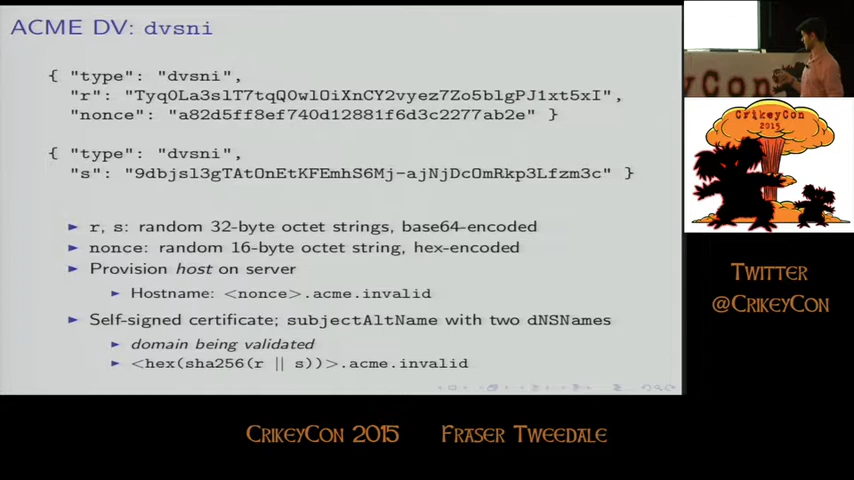 ACME DV: dvsni
{ "type": "dvsni",
"r": "Tyq0La3slT7tqQ0wlOiXnCY2vyez7Zo5blgPJ1xt5xI",
"nonce": "a82d5ff8ef740d12881f6d3c2277ab2e" }
{ "type": "dvsni",
"s": "9dbjsl3gTAtOnEtKFEmhS6Mj-ajNjDcOmRkp3Lfzm3c" }
► r, s: random 32-byte octet strings, base64-encoded
► nonce: random 16-byte octet string, hex-encoded
► Provision host on server
► Hostname: <nonce>.acme.invalid
► Self-signed certificate; subjectAltName with two dNSNames
► domain being validated
► <hex(sha256(r || s))>.acme.invalid
CrikeyCon
2015
Twitter
@CrikeyCon
CrikeyCon 2015 Fraser Tweedale